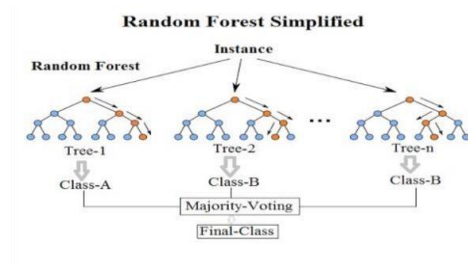 Random Forest Simplified
Instance
Random Forest
...
Tree-1 Tree-2 Tree-n
Class-A Class-B Class-B
Majority-Voting
Final-Class